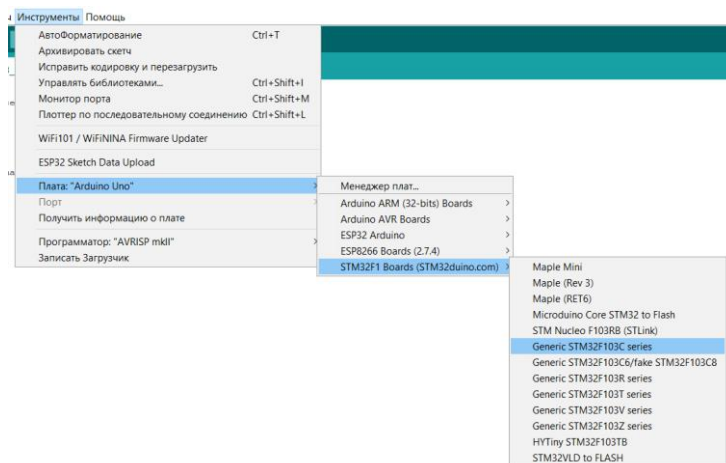 Инструменты Помощь
АвтоФорматирование Ctrl+T
Архивировать скетч
Исправить кодировку и перезагрузить
Управлять библиотеками... Ctrl+Shift+I
Монитор порта Ctrl+Shift+M
Плоттер по последовательному соединению Ctrl+Shift+L
WiFi101 / WiFiNINA Firmware Updater
ESP32 Sketch Data Upload
Плата: "Arduino Uno"
Порт
Получить информацию о плате
Программатор: "AVRISP mkII"
Записать Загрузчик
Менеджер плат...
Arduino ARM (32-bits) Boards
Arduino AVR Boards
ESP32 Arduino
ESP8266 Boards (2.7.4)
STM32F1 Boards (STM32duino.com)
Maple Mini
Maple (Rev 3)
Maple (RET6)
Microduino Core STM32 to Flash
STM Nucleo F103RB (STLink)
Generic STM32F103C series
Generic STM32F103C6/fake STM32F103C8
Generic STM32F103R series
Generic STM32F103T series
Generic STM32F103V series
Generic STM32F103Z series
HYTiny STM32F103TB
STM32VLD to FLASH